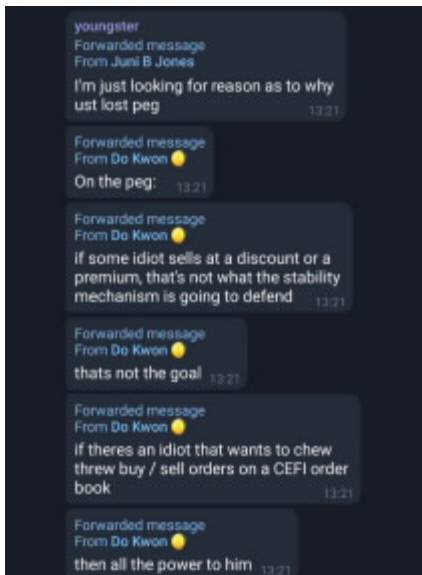 youngster
Forwarded message
From Juni B Jones
I'm just looking for reason as to why
ust lost peg
13:21
Forwarded message
From Do Kwon
On the peg:
13:21
Forwarded message
From Do Kwon
if some idiot sells at a discount or a
premium, that's not what the stability
mechanism is going to defend
13:21
Forwarded message
From Do Kwon
thats not the goal
13:21
Forwarded message
From Do Kwon
if theres an idiot that wants to chew
threw buy / sell orders on a CEFI order
book
13:21
Forwarded message
From Do Kwon
then all the power to him
13:21